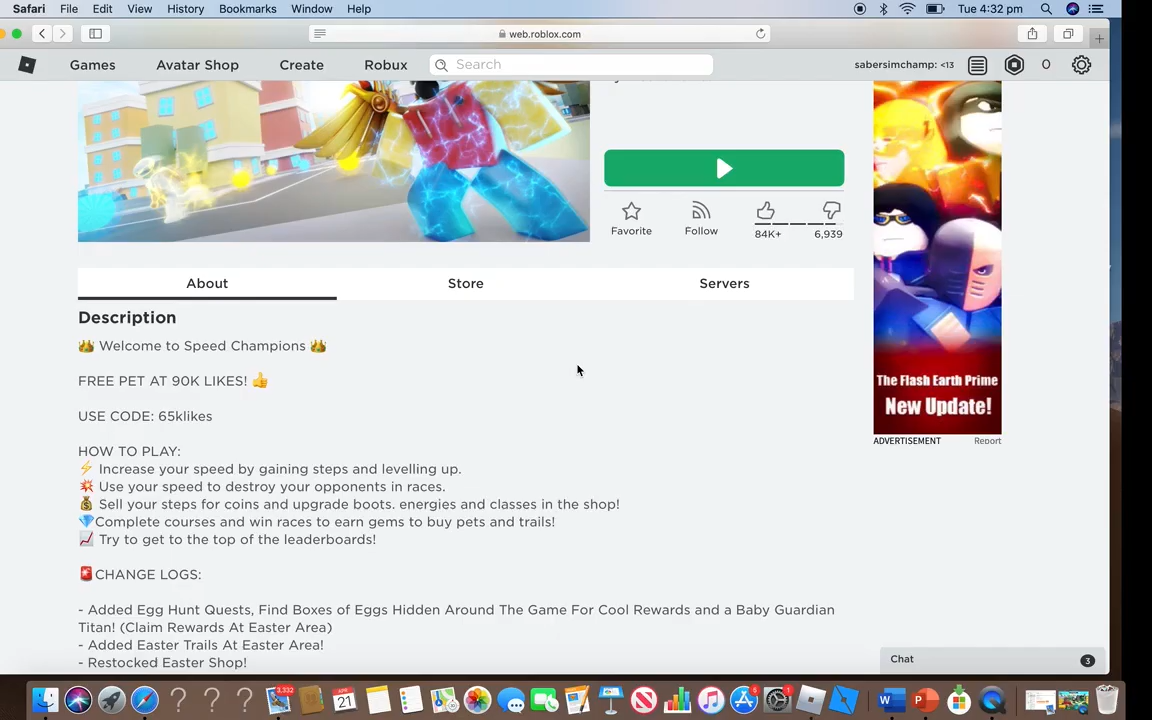 Safari File Edit View History Bookmarks Window Help Tue 4:32 pm
web.roblox.com
Games Avatar Shop Create Robux Search sabersimchamp: <13 0
Favorite Follow 84K+ 6,939
About Store Servers
Description
👑 Welcome to Speed Champions 👑
FREE PET AT 90K LIKES! 👍
USE CODE: 65klikes
HOW TO PLAY:
⚡ Increase your speed by gaining steps and levelling up.
💥 Use your speed to destroy your opponents in races.
💰 Sell your steps for coins and upgrade boots. energies and classes in the shop!
💎Complete courses and win races to earn gems to buy pets and trails!
📈 Try to get to the top of the leaderboards!
🚨CHANGE LOGS:
- Added Egg Hunt Quests, Find Boxes of Eggs Hidden Around The Game For Cool Rewards and a Baby Guardian
Titan! (Claim Rewards At Easter Area)
- Added Easter Trails At Easter Area!
- Restocked Easter Shop!
The Flash Earth Prime
New Update!
ADVERTISEMENT Report
Chat 3
3,332 APR 21 5 1